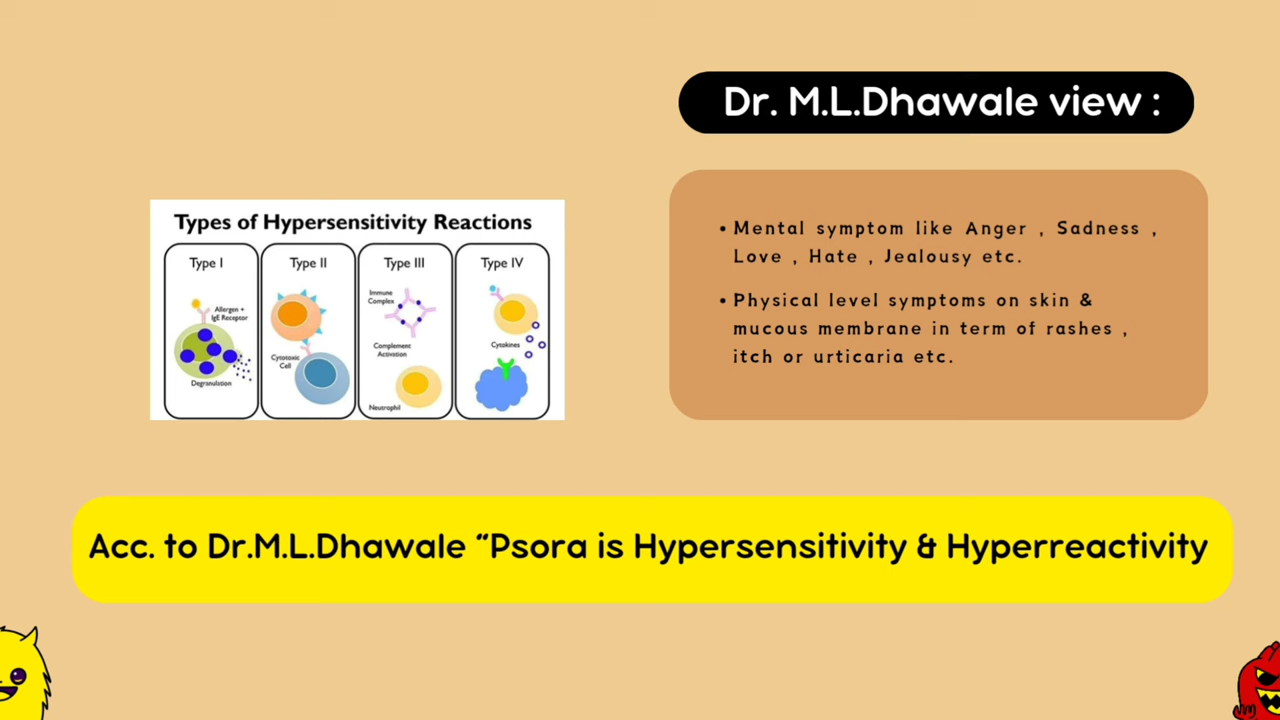 Dr. M.L.Dhawale view :
Types of Hypersensitivity Reactions
Type I
Allergen +
IgE Receptor
Degranulation
Type II
Cytotoxic
Cell
Type III
Immune
Complex
Complement
Activation
Neutrophil
Type IV
Cytokines
• Mental symptom like Anger , Sadness ,
Love , Hate , Jealousy etc.
• Physical level symptoms on skin &
mucous membrane in term of rashes ,
itch or urticaria etc.
Acc. to Dr.M.L.Dhawale “Psora is Hypersensitivity & Hyperreactivity